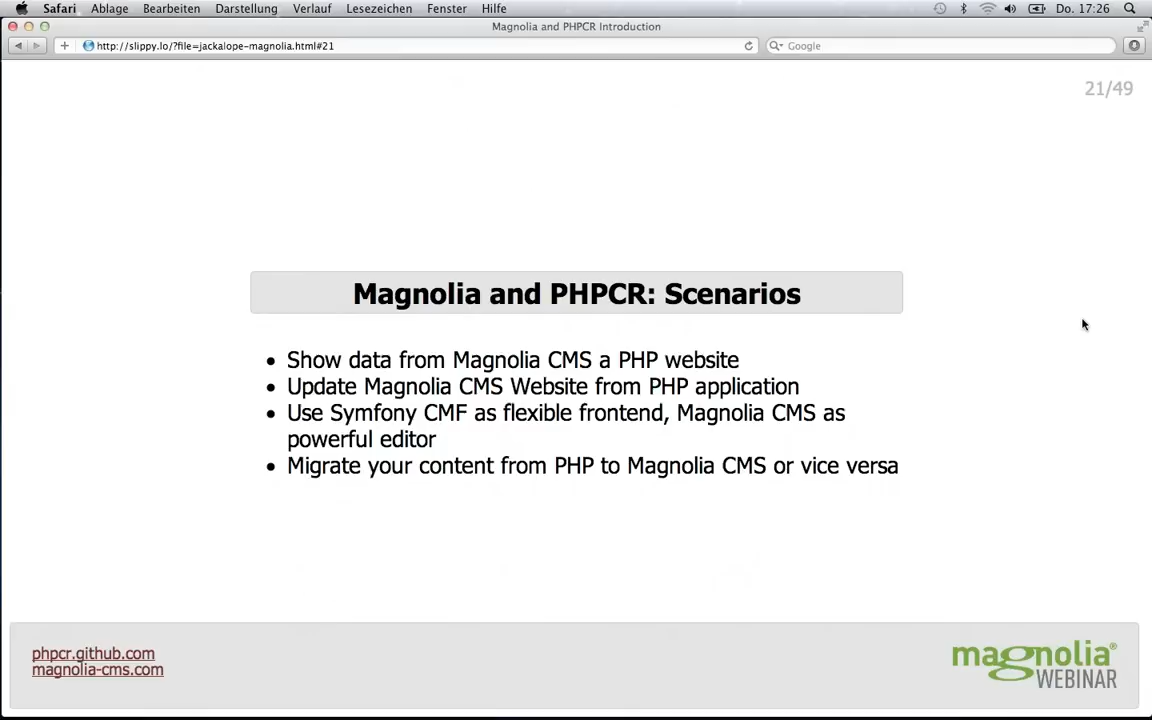 Safari Ablage Bearbeiten Darstellung Verlauf Lesezeichen Fenster Hilfe Do. 17:26
Magnolia and PHPCR Introduction
http://slippy.lo/?file=jackalope-magnolia.html#21 Google
21/49
Magnolia and PHPCR: Scenarios
• Show data from Magnolia CMS a PHP website
• Update Magnolia CMS Website from PHP application
• Use Symfony CMF as flexible frontend, Magnolia CMS as
powerful editor
• Migrate your content from PHP to Magnolia CMS or vice versa
phpcr.github.com
magnolia-cms.com
magnolia®
WEBINAR